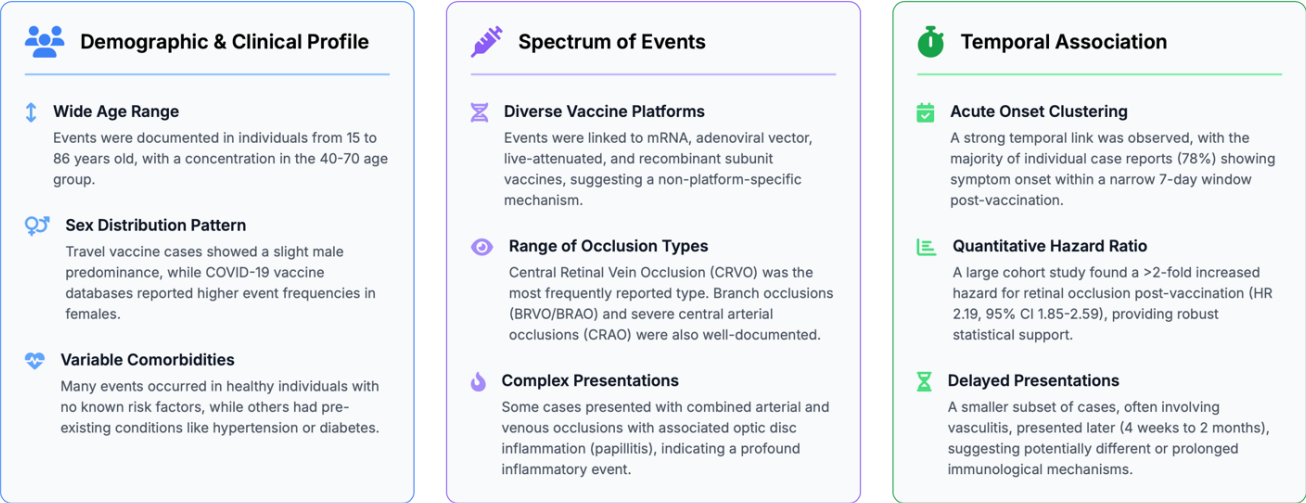 Demographic & Clinical Profile
Wide Age Range
Events were documented in individuals from 15 to
86 years old, with a concentration in the 40-70 age
group.
Sex Distribution Pattern
Travel vaccine cases showed a slight male
predominance, while COVID-19 vaccine
databases reported higher event frequencies in
females.
Variable Comorbidities
Many events occurred in healthy individuals with
no known risk factors, while others had pre-
existing conditions like hypertension or diabetes.
Spectrum of Events
Diverse Vaccine Platforms
Events were linked to mRNA, adenoviral vector,
live-attenuated, and recombinant subunit
vaccines, suggesting a non-platform-specific
mechanism.
Range of Occlusion Types
Central Retinal Vein Occlusion (CRVO) was the
most frequently reported type. Branch occlusions
(BRVO/BRAO) and severe central arterial
occlusions (CRAO) were also well-documented.
Complex Presentations
Some cases presented with combined arterial and
venous occlusions with associated optic disc
inflammation (papillitis), indicating a profound
inflammatory event.
Temporal Association
Acute Onset Clustering
A strong temporal link was observed, with the
majority of individual case reports (78%) showing
symptom onset within a narrow 7-day window
post-vaccination.
Quantitative Hazard Ratio
A large cohort study found a >2-fold increased
hazard for retinal occlusion post-vaccination (HR
2.19, 95% CI 1.85-2.59), providing robust
statistical support.
Delayed Presentations
A smaller subset of cases, often involving
vasculitis, presented later (4 weeks to 2 months),
suggesting potentially different or prolonged
immunological mechanisms.